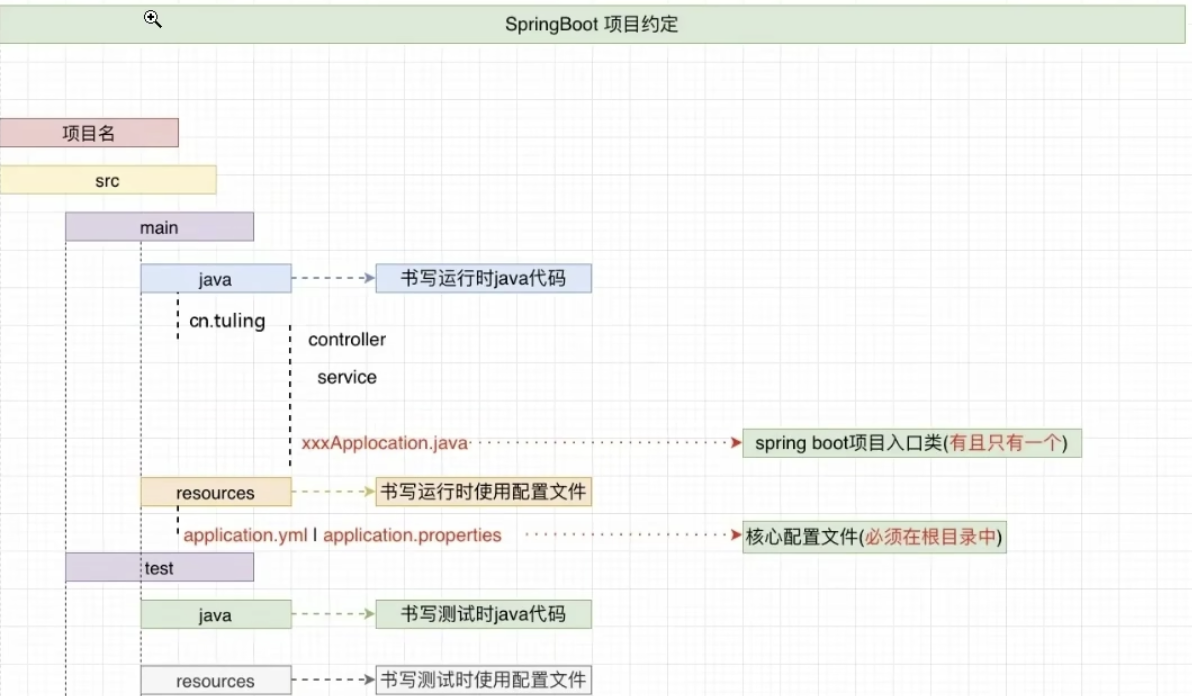 SpringBoot 项目约定
项目名
src
main
java
书写运行时java代码
cn.tuling
controller
service
xxxApplocation.java
spring boot项目入口类(有且只有一个)
resources
书写运行时使用配置文件
application.yml | application.properties
核心配置文件(必须在根目录中)
test
java
书写测试时java代码
resources
书写测试时使用配置文件